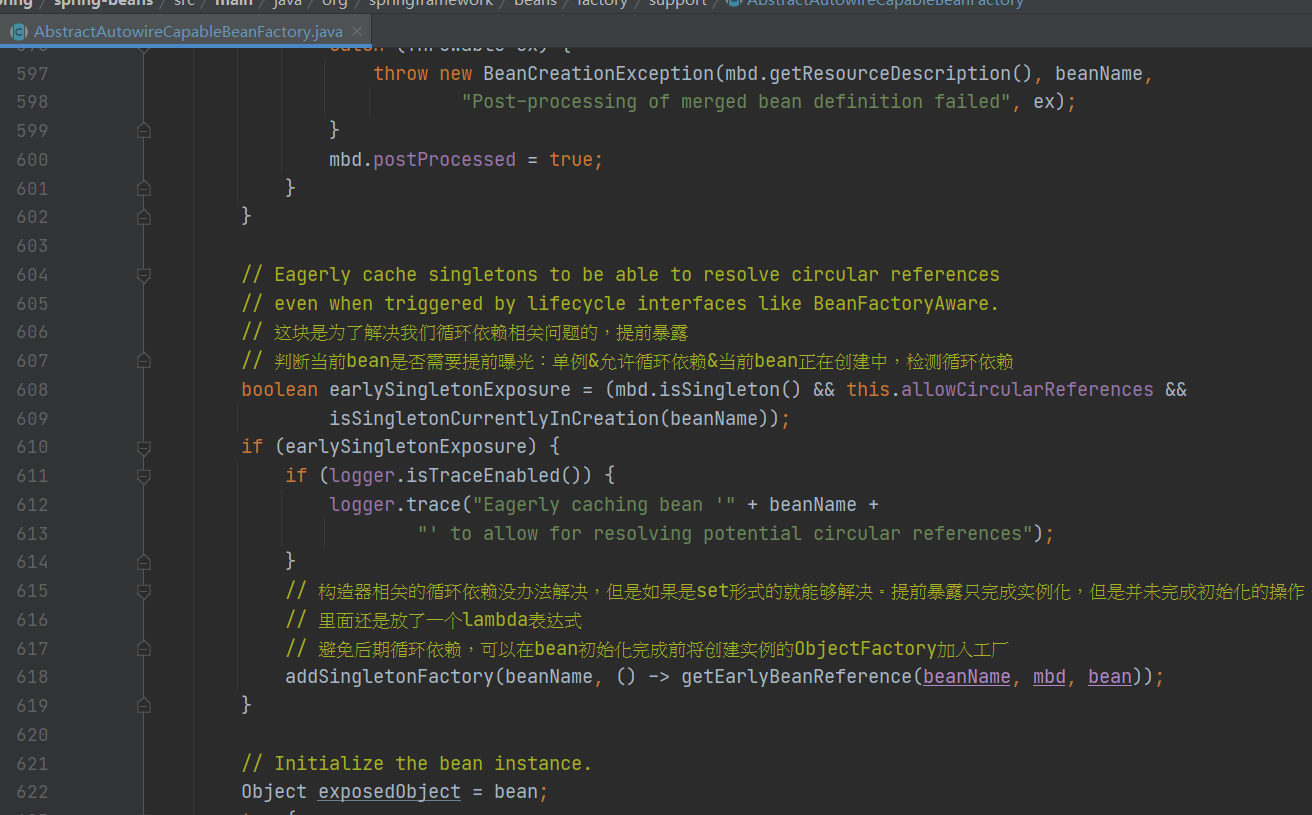 spring-beans / src / main / java / org / springframework / beans / factory / support / AbstractAutowireCapableBeanFactory
AbstractAutowireCapableBeanFactory.java
catch (Throwable ex) {
597 throw new BeanCreationException(mbd.getResourceDescription(), beanName,
598 "Post-processing of merged bean definition failed", ex);
599 }
600 mbd.postProcessed = true;
601 }
602 }
603
604 // Eagerly cache singletons to be able to resolve circular references
605 // even when triggered by lifecycle interfaces like BeanFactoryAware.
606 // 这块是为了解决我们循环依赖相关问题的，提前暴露
607 // 判断当前bean是否需要提前曝光：单例&允许循环依赖&当前bean正在创建中，检测循环依赖
608 boolean earlySingletonExposure = (mbd.isSingleton() && this.allowCircularReferences &&
609 isSingletonCurrentlyInCreation(beanName));
610 if (earlySingletonExposure) {
611 if (logger.isTraceEnabled()) {
612 logger.trace("Eagerly caching bean '" + beanName +
613 "' to allow for resolving potential circular references");
614 }
615 // 构造器相关的循环依赖没办法解决，但是如果是set形式的就能够解决。提前暴露只完成实例化，但是并未完成初始化的操作
616 // 里面还是放了一个lambda表达式
617 // 避免后期循环依赖，可以在bean初始化完成前将创建实例的ObjectFactory加入工厂
618 addSingletonFactory(beanName, () -> getEarlyBeanReference(beanName, mbd, bean));
619 }
620
621 // Initialize the bean instance.
622 Object exposedObject = bean;